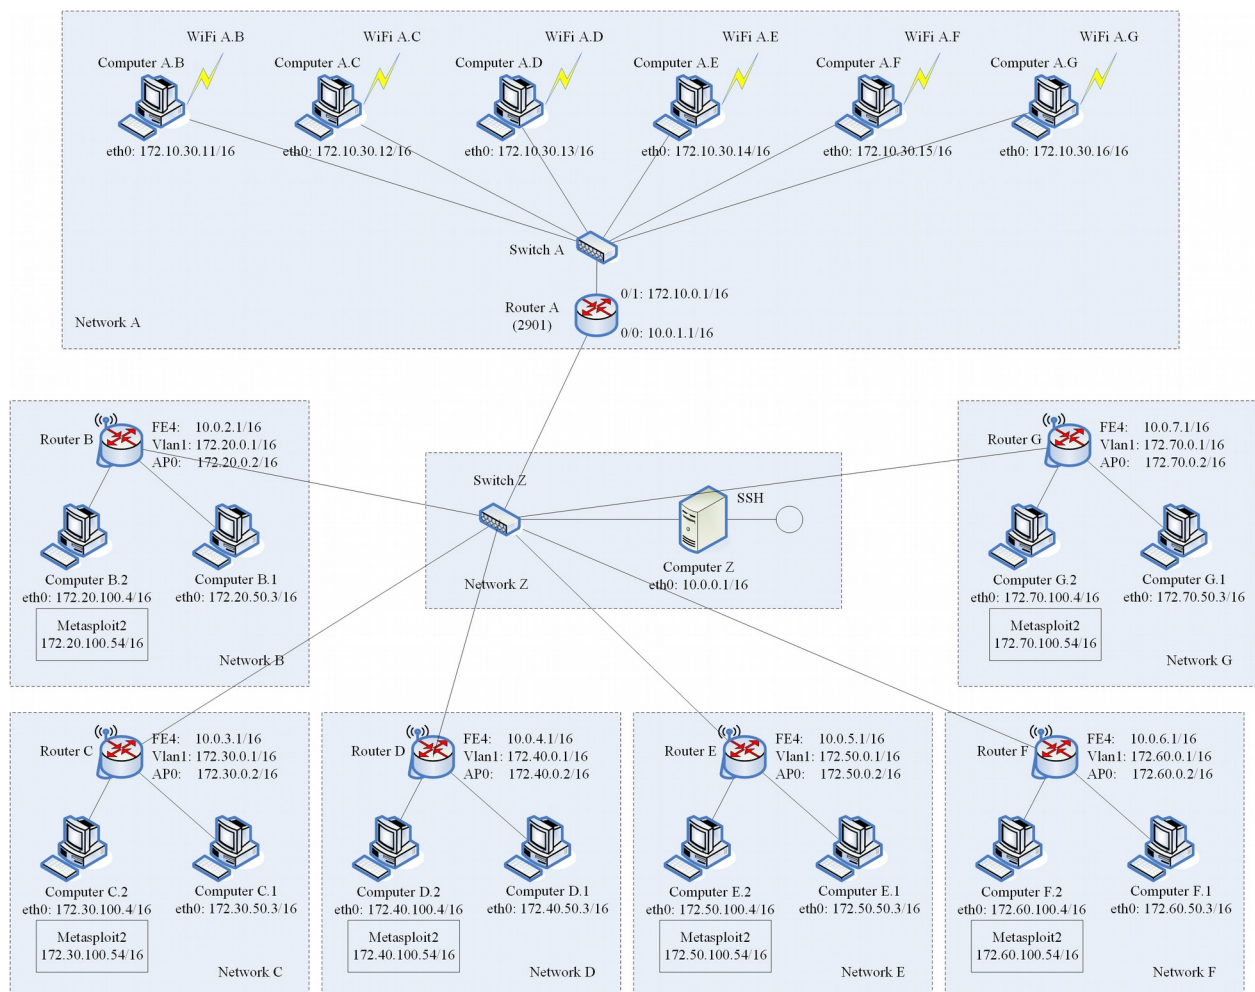 WiFi A.B
WiFi A.C
WiFi A.D
WiFi A.E
WiFi A.F
WiFi A.G
Computer A.B
Computer A.C
Computer A.D
Computer A.E
Computer A.F
Computer A.G
eth0: 172.10.30.11/16
eth0: 172.10.30.12/16
eth0: 172.10.30.13/16
eth0: 172.10.30.14/16
eth0: 172.10.30.15/16
eth0: 172.10.30.16/16
Switch A
0/1: 172.10.0.1/16
Router A
(2901)
0/0: 10.0.1.1/16
Network A
Router B
FE4: 10.0.2.1/16
Vlan1: 172.20.0.1/16
AP0: 172.20.0.2/16
Computer B.2
eth0: 172.20.100.4/16
Computer B.1
eth0: 172.20.50.3/16
Metasploit2
172.20.100.54/16
Network B
Switch Z
SSH
Computer Z
eth0: 10.0.0.1/16
Network Z
Router G
FE4: 10.0.7.1/16
Vlan1: 172.70.0.1/16
AP0: 172.70.0.2/16
Computer G.2
eth0: 172.70.100.4/16
Computer G.1
eth0: 172.70.50.3/16
Metasploit2
172.70.100.54/16
Network G
Router C
FE4: 10.0.3.1/16
Vlan1: 172.30.0.1/16
AP0: 172.30.0.2/16
Computer C.2
eth0: 172.30.100.4/16
Computer C.1
eth0: 172.30.50.3/16
Metasploit2
172.30.100.54/16
Network C
Router D
FE4: 10.0.4.1/16
Vlan1: 172.40.0.1/16
AP0: 172.40.0.2/16
Computer D.2
eth0: 172.40.100.4/16
Computer D.1
eth0: 172.40.50.3/16
Metasploit2
172.40.100.54/16
Network D
Router E
FE4: 10.0.5.1/16
Vlan1: 172.50.0.1/16
AP0: 172.50.0.2/16
Computer E.2
eth0: 172.50.100.4/16
Computer E.1
eth0: 172.50.50.3/16
Metasploit2
172.50.100.54/16
Network E
Router F
FE4: 10.0.6.1/16
Vlan1: 172.60.0.1/16
AP0: 172.60.0.2/16
Computer F.2
eth0: 172.60.100.4/16
Computer F.1
eth0: 172.60.50.3/16
Metasploit2
172.60.100.54/16
Network F